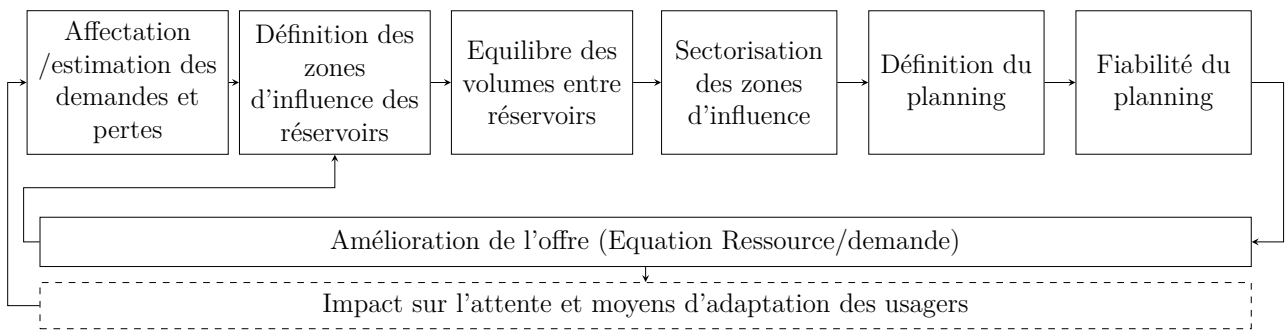 Affectation
/estimation des
demandes et
pertes
Définition des
zones
d'influence des
réservoirs
Equilibre des
volumes entre
réservoirs
Sectorisation
des zones
d'influence
Définition du
planning
Fiabilité du
planning
Amélioration de l'offre (Equation Ressource/demande)
Impact sur l'attente et moyens d'adaptation des usagers